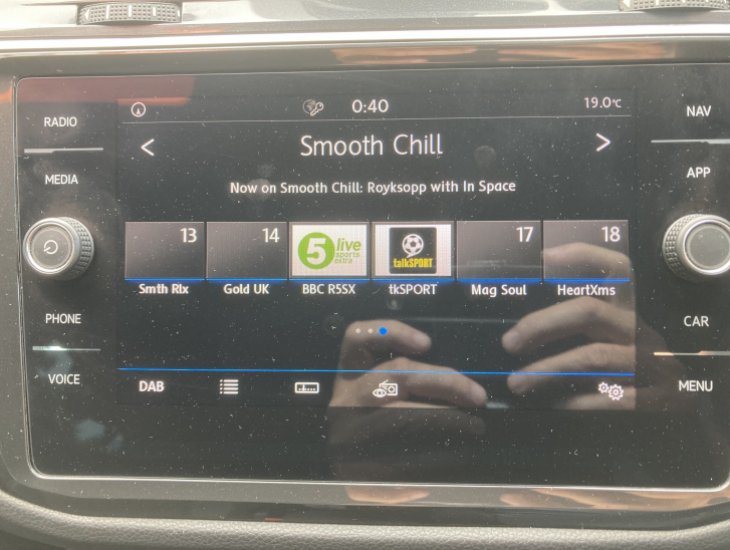 RADIO
MEDIA
PHONE
VOICE
0:40
19.0°C
< Smooth Chill >
Now on Smooth Chill: Royksopp with In Space
13
14
5 live
sports
extra
talkSPORT
17
18
Smth Rlx
Gold UK
BBC R5SX
tkSPORT
Mag Soul
HeartXms
DAB
NAV
APP
CAR
MENU